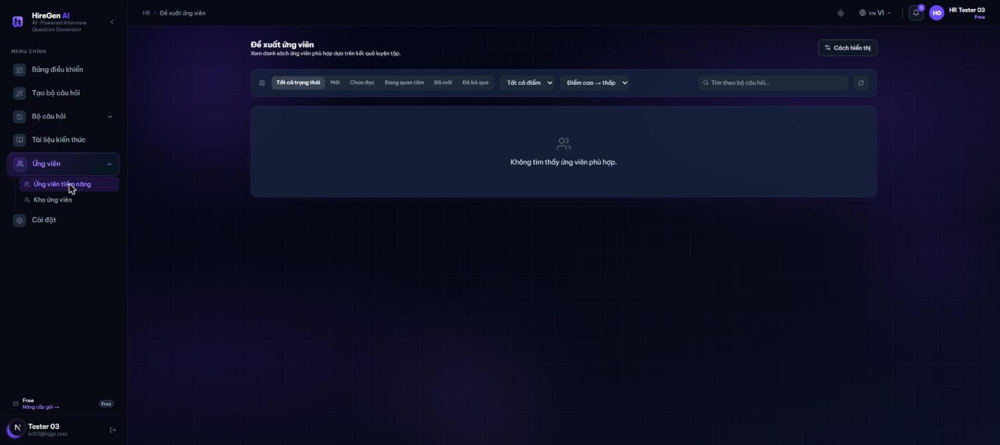 HireGen AI
AI-Powered Interview
Question Generator
MENU CHÍNH
Bảng điều khiển
Tạo bộ câu hỏi
Bộ câu hỏi
Tài liệu kiến thức
Ứng viên
Ứng viên tiềm năng
Kho ứng viên
Cài đặt
Free
Nâng cấp gói →
Free
N
Tester 03
hr03@iqgs.test
HR › Đề xuất ứng viên
VN VI
1
H0
HR Tester 03
Free
Đề xuất ứng viên
Xem danh sách ứng viên phù hợp dựa trên kết quả luyện tập.
Cách hiển thị
Tất cả trạng thái Mới Chưa đọc Đang quan tâm Đã mời Đã bỏ qua Tất cả điểm Điểm cao → thấp Tìm theo bộ câu hỏi...
Không tìm thấy ứng viên phù hợp.